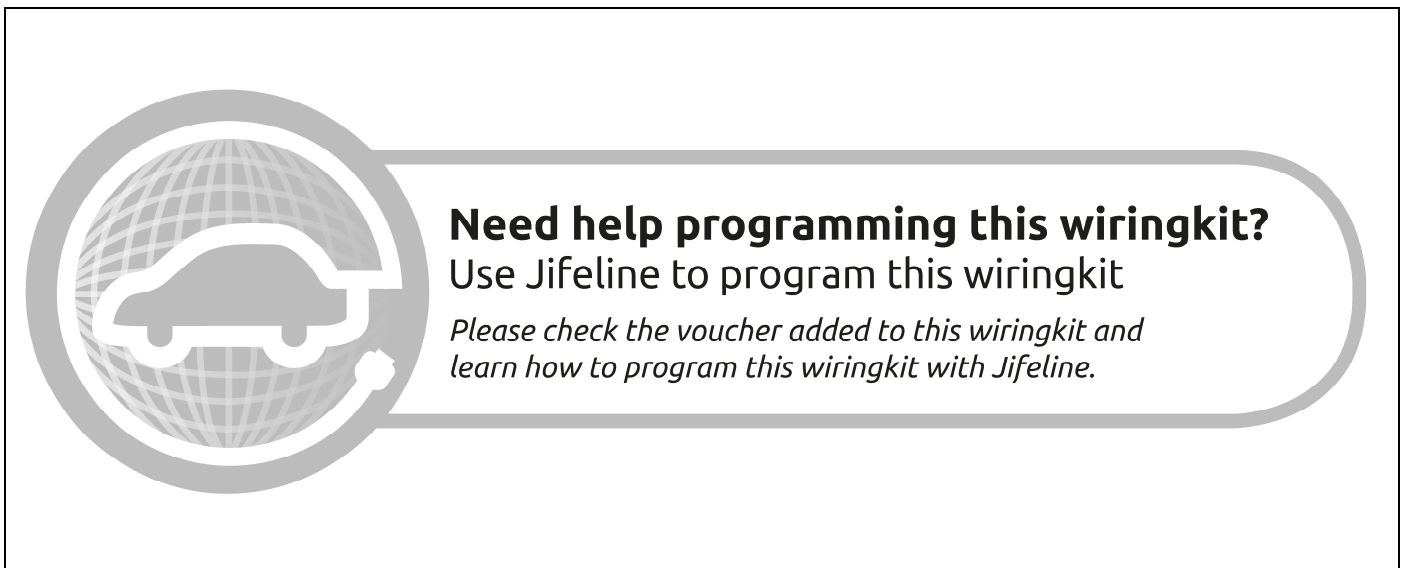 Need help programming this wiringkit?
Use Jifeline to program this wiringkit
Please check the voucher added to this wiringkit and
learn how to program this wiringkit with Jifeline.